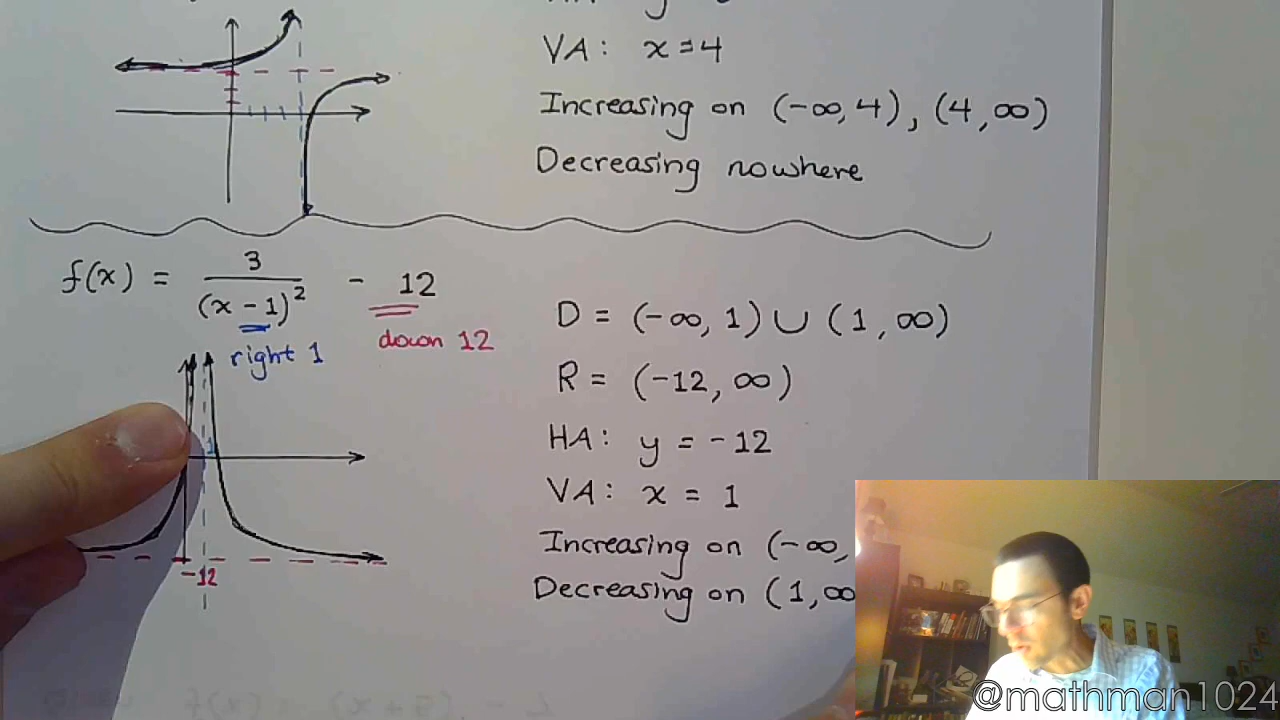 VA: x = 4
Increasing on (-∞, 4), (4, ∞)
Decreasing nowhere
f(x) = 3/(x - 1)² - 12
right 1
down 12
1
-12
D = (-∞, 1) ∪ (1, ∞)
R = (-12, ∞)
HA: y = -12
VA: x = 1
Increasing on (-∞,
Decreasing on (1, ∞
@mathman1024